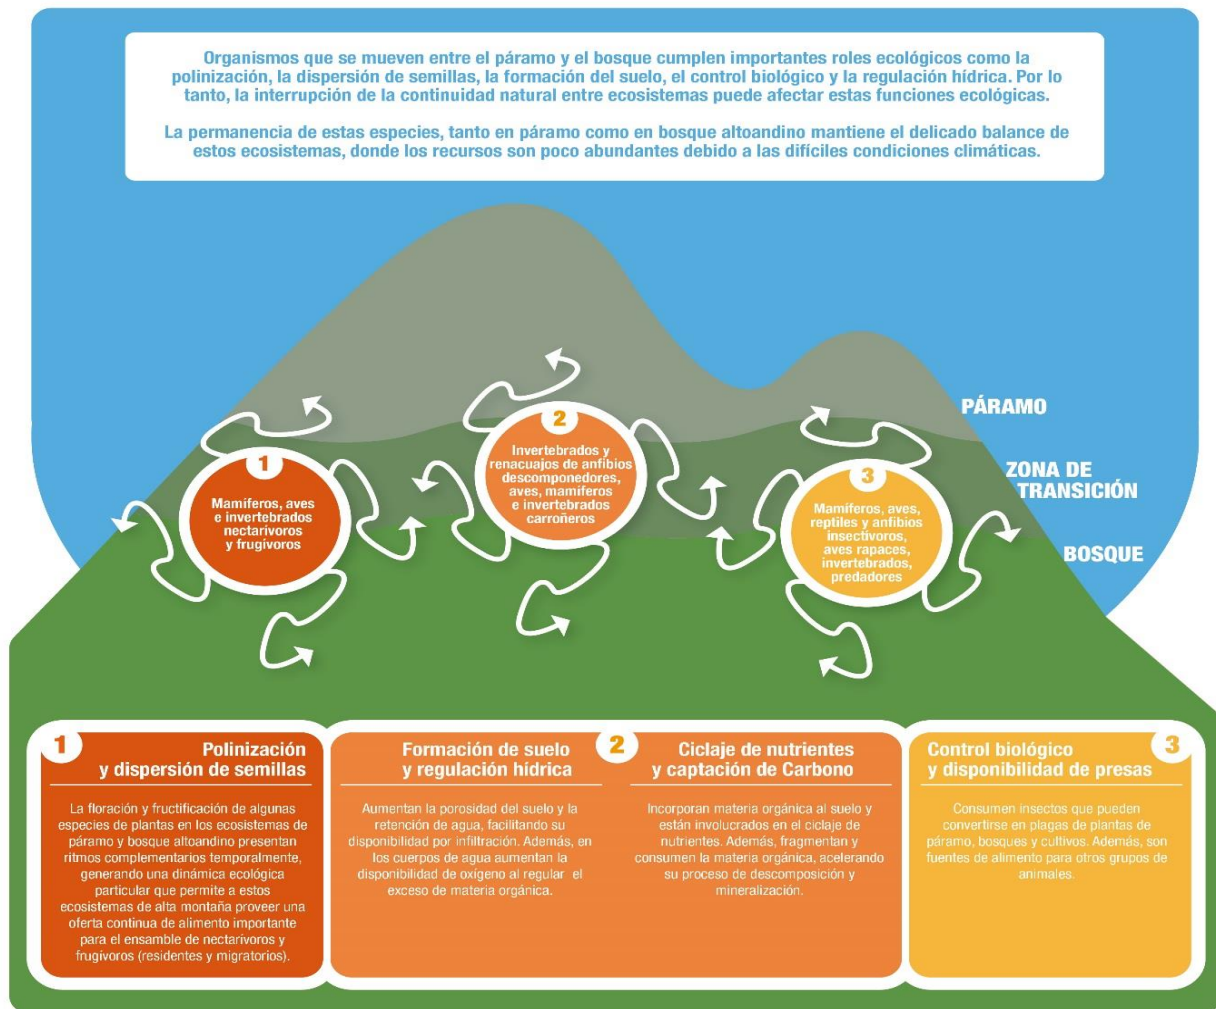 Organismos que se mueven entre el páramo y el bosque cumplen importantes roles ecológicos como la
polinización, la dispersión de semillas, la formación del suelo, el control biológico y la regulación hídrica. Por lo
tanto, la interrupción de la continuidad natural entre ecosistemas puede afectar estas funciones ecológicas.
La permanencia de estas especies, tanto en páramo como en bosque altoandino mantiene el delicado balance de
estos ecosistemas, donde los recursos son poco abundantes debido a las difíciles condiciones climáticas.
PÁRAMO
ZONA DE
TRANSICIÓN
BOSQUE
1
Mamíferos, aves
e invertebrados
nectarívoros
y frugívoros
2
Invertebrados y
renacuajos de anfibios
descomponedores,
aves, mamíferos
e invertebrados
carroñeros
3
Mamíferos, aves,
reptiles y anfibios
insectívoros,
aves rapaces,
invertebrados,
predadores
1
Polinización
y dispersión de semillas
La floración y fructificación de algunas
especies de plantas en los ecosistemas de
páramo y bosque altoandino presentan
ritmos complementarios temporalmente,
generando una dinámica ecológica
particular que permite a estos
ecosistemas de alta montaña proveer una
oferta continua de alimento importante
para el ensamble de nectarívoros y
frugívoros (residentes y migratorios).
Formación de suelo
y regulación hídrica
Aumentan la porosidad del suelo y la
retención de agua, facilitando su
disponibilidad por infiltración. Además, en
los cuerpos de agua aumentan la
disponibilidad de oxígeno al regular el
exceso de materia orgánica.
2
Ciclaje de nutrientes
y captación de Carbono
Incorporan materia orgánica al suelo y
están involucrados en el ciclaje de
nutrientes. Además, fragmentan y
consumen la materia orgánica, acelerando
su proceso de descomposición y
mineralización.
Control biológico
y disponibilidad de presas
3
Consumen insectos que pueden
convertirse en plagas de plantas de
páramo, bosques y cultivos. Además, son
fuentes de alimento para otros grupos de
animales.